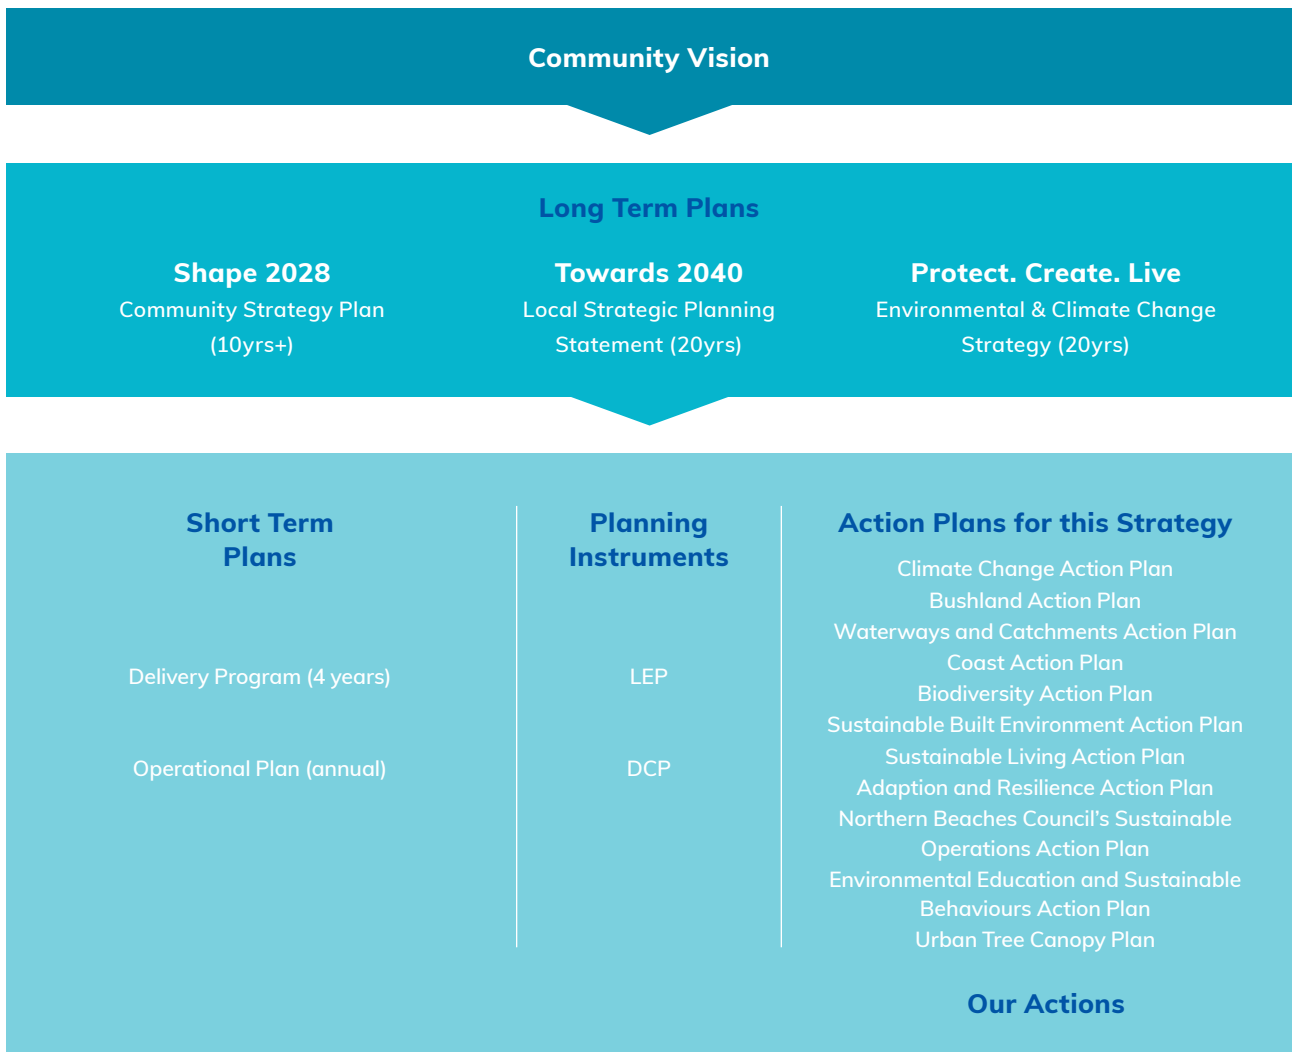 Community Vision
Long Term Plans
Shape 2028
Community Strategy Plan
(10yrs+)
Towards 2040
Local Strategic Planning
Statement (20yrs)
Protect. Create. Live
Environmental & Climate Change
Strategy (20yrs)
Short Term
Plans
Delivery Program (4 years)
Operational Plan (annual)
Planning
Instruments
LEP
DCP
Action Plans for this Strategy
Climate Change Action Plan
Bushland Action Plan
Waterways and Catchments Action Plan
Coast Action Plan
Biodiversity Action Plan
Sustainable Built Environment Action Plan
Sustainable Living Action Plan
Adaption and Resilience Action Plan
Northern Beaches Council's Sustainable
Operations Action Plan
Environmental Education and Sustainable
Behaviours Action Plan
Urban Tree Canopy Plan
Our Actions